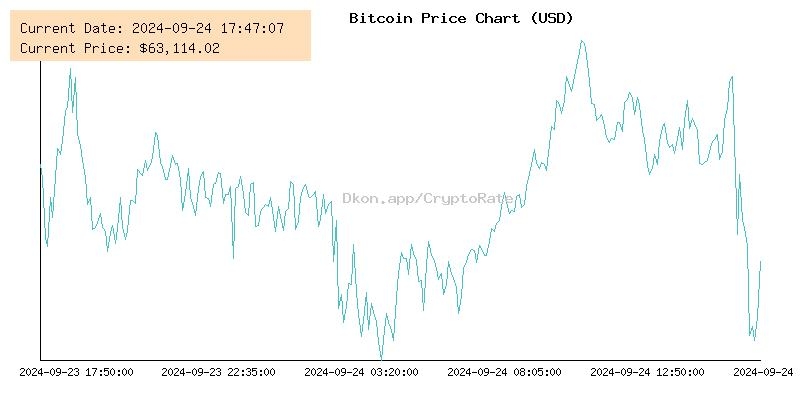 Bitcoin Price Chart (USD)
Current Date: 2024-09-24 17:47:07
Current Price: $63,114.02
Dkon.app/CryptoRate
2024-09-23 17:50:00 2024-09-23 22:35:00 2024-09-24 03:20:00 2024-09-24 08:05:00 2024-09-24 12:50:00 2024-09-24